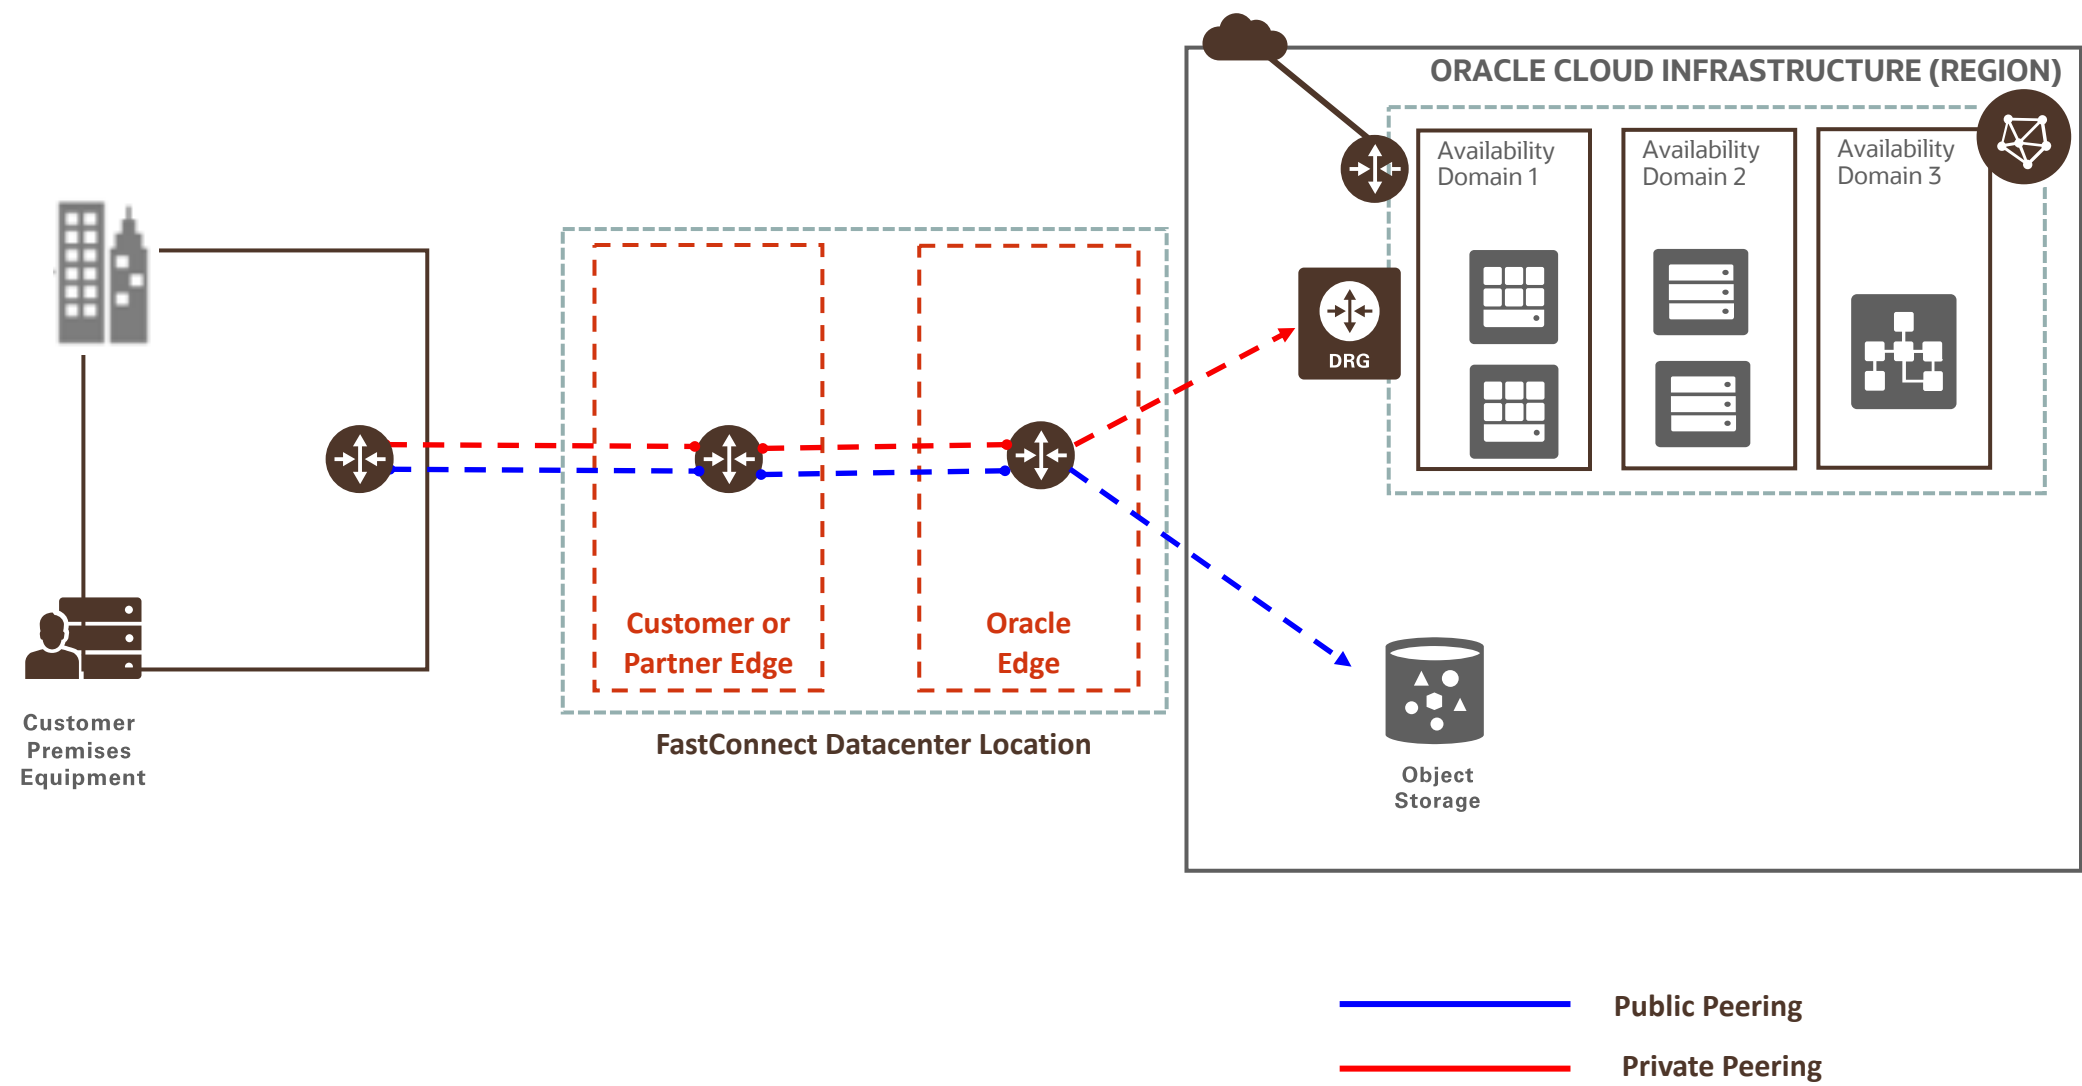 ORACLE CLOUD INFRASTRUCTURE (REGION)
Availability
Domain 1
Availability
Domain 2
Availability
Domain 3
DRG
Customer or
Partner Edge
Oracle
Edge
FastConnect Datacenter Location
Customer
Premises
Equipment
Object
Storage
Public Peering
Private Peering